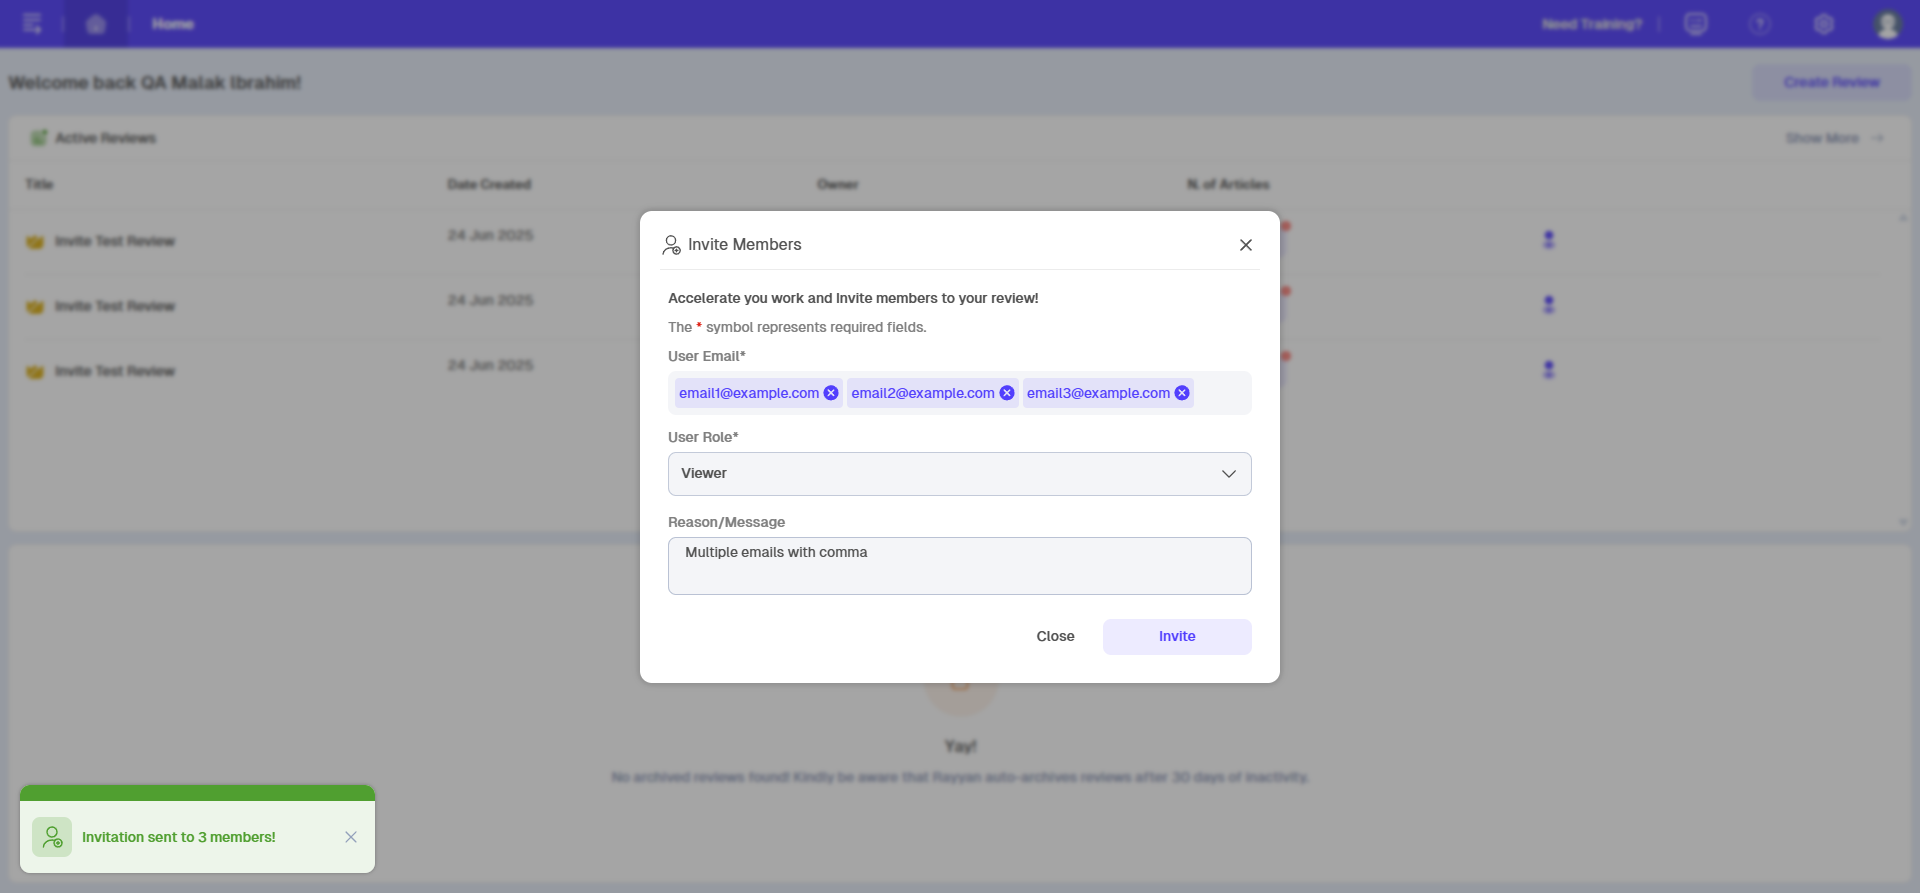 Home
Need Training?
Welcome back QA Malak Ibrahim!
Create Review
Active Reviews
Show More
Title Date Created Owner N. of Articles
Invite Test Review 24 Jun 2025
Invite Test Review 24 Jun 2025
Invite Test Review 24 Jun 2025
Invite Members
Accelerate you work and Invite members to your review!
The * symbol represents required fields.
User Email*
email1@example.com email2@example.com email3@example.com
User Role*
Viewer
Reason/Message
Multiple emails with comma
Close Invite
Yay!
No archived reviews found! Kindly be aware that Rayyan auto-archives reviews after 30 days of inactivity.
Invitation sent to 3 members!